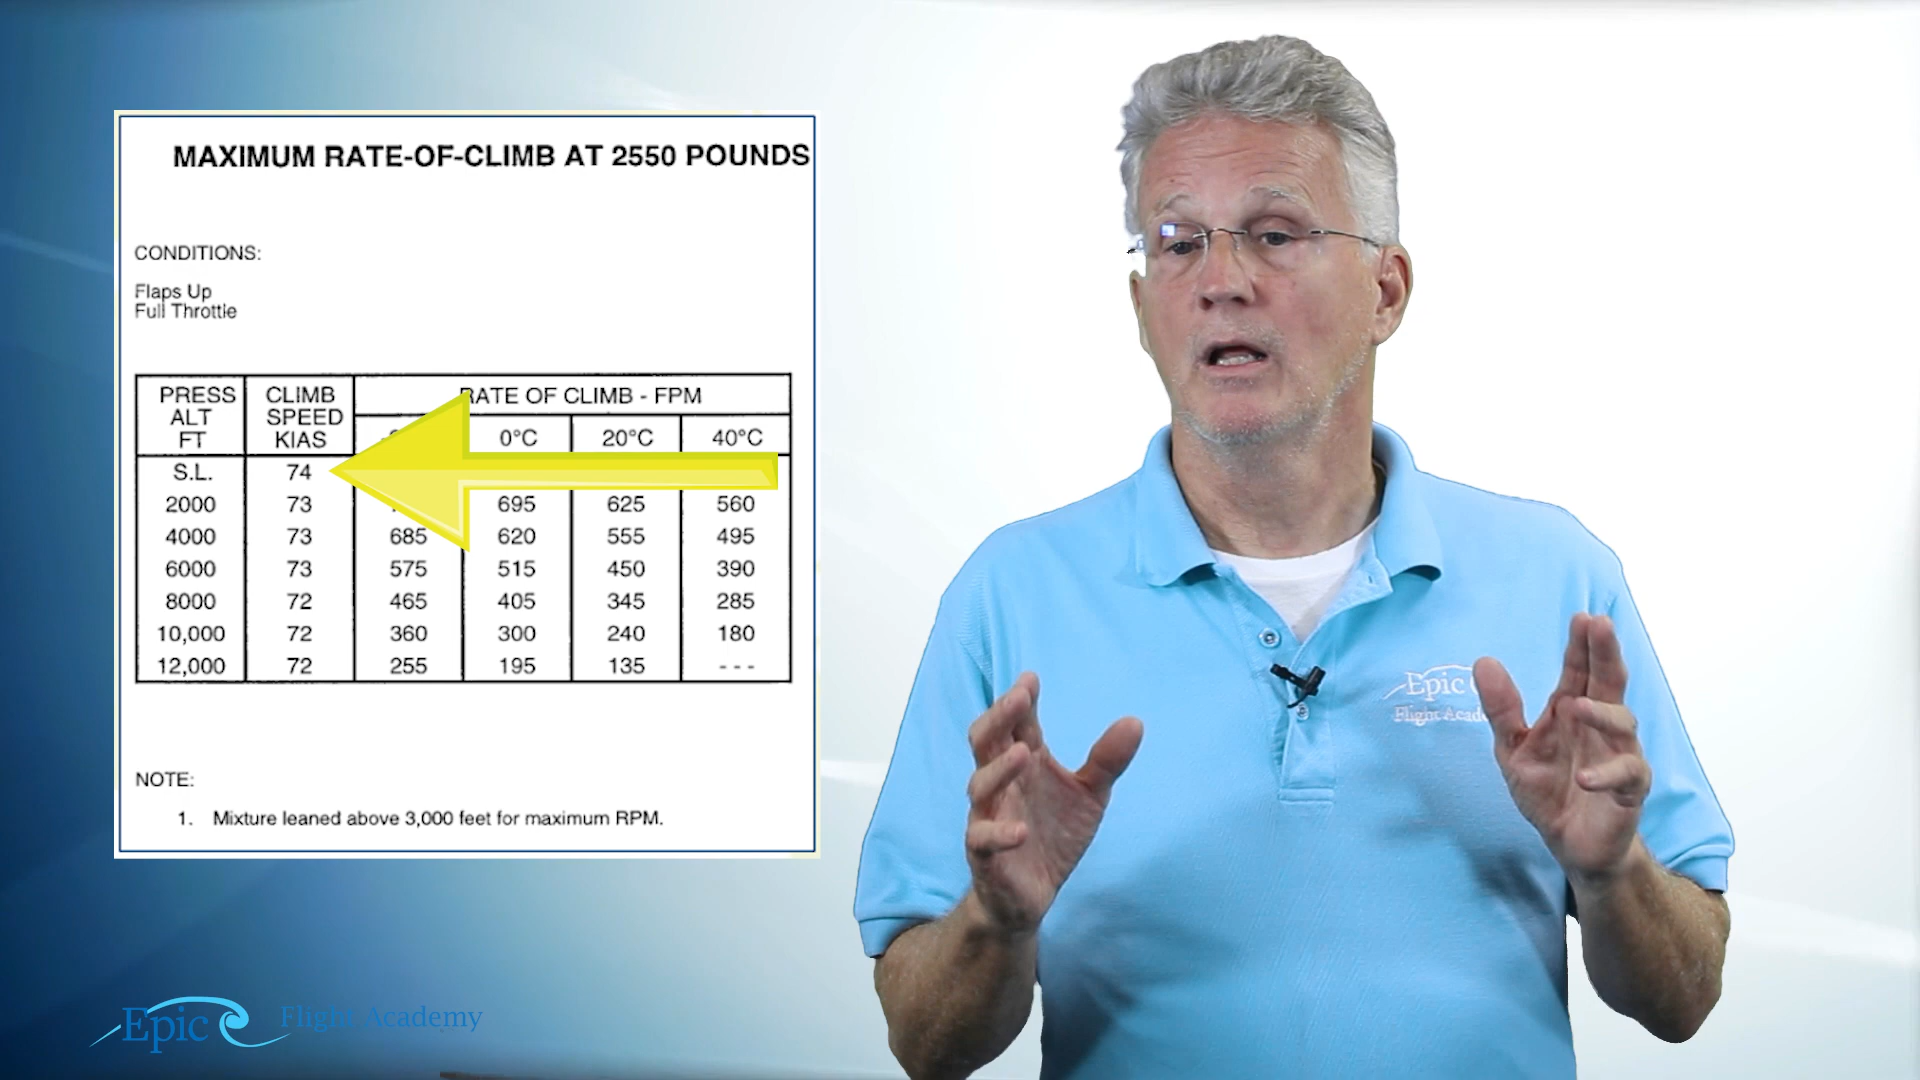 MAXIMUM RATE-OF-CLIMB AT 2550 POUNDS
CONDITIONS:
Flaps Up
Full Throttle
PRESS ALT FT CLIMB SPEED KIAS RATE OF CLIMB - FPM
0°C 20°C 40°C
S.L. 74
2000 73 695 625 560
4000 73 685 620 555 495
6000 73 575 515 450 390
8000 72 465 405 345 285
10,000 72 360 300 240 180
12,000 72 255 195 135 ---
NOTE:
1. Mixture leaned above 3,000 feet for maximum RPM.
Epic
Flight
Epic Flight Academy